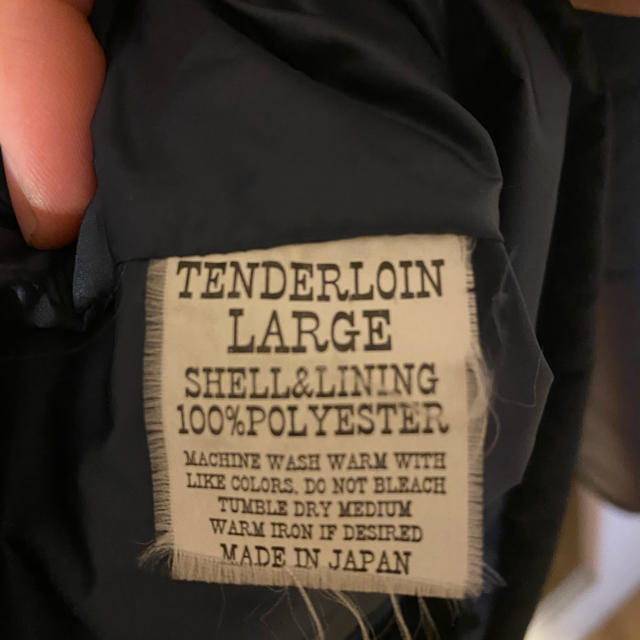 TENDERLOIN
LARGE
SHELL&LINING
100%POLYESTER
MACHINE WASH WARM WITH
LIKE COLORS, DO NOT BLEACH
TUMBLE DRY MEDIUM
WARM IRON IF DESIRED
MADE IN JAPAN